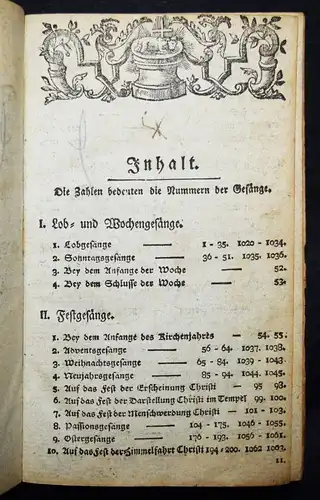 Inhalt.
Die Zahlen bedeuten die Nummern der Gesänge.
I. Lob- und Wochengesänge.
1. Lobgesänge — 1 - 35. 1020 - 1034.
2. Sonntagsgesänge — 36 - 51. 1035. 1036.
3. Bey dem Anfange der Woche — 52.
4. Bey dem Schlusse der Woche — 53.
II. Festgesänge.
1. Bey dem Anfange des Kirchenjahres — 54. 55.
2. Adventsgesänge — 56 - 64. 1037. 1038.
3. Weihnachtsgesänge — 65 - 84. 1039 - 1043.
4. Neujahrsgesänge — 85 - 94. 1044. 1045.
5. Auf das Fest der Erscheinung Christi — 95 98.
6. Auf das Fest der Darstellung Christi im Tempel 99. 100.
7. Auf das Fest der Menschwerdung Christi — 101 - 103.
8. Passionsgesänge — 104 - 175. 1046 - 1055.
9. Ostergesänge — 176 - 193. 1056 - 1061.
10. Auf das Fest der Himmelfahrt Christi 194 - 200. 1062 1063.
11.